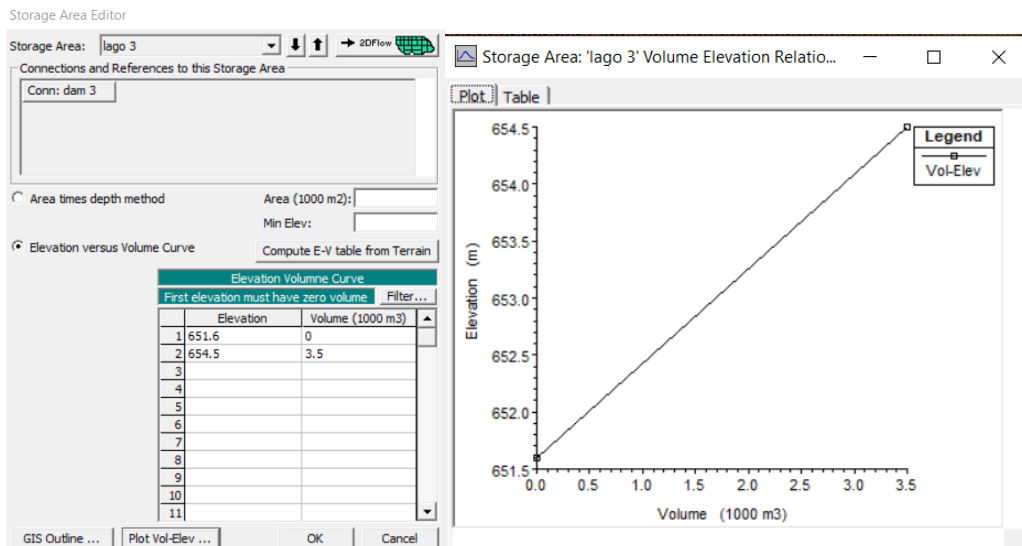 Storage Area Editor
Storage Area: lago 3
2DFlow
Connections and References to this Storage Area
Conn: dam 3
Area times depth method
Area (1000 m2):
Min Elev:
Elevation versus Volume Curve
Compute E-V table from Terrain
Elevation Volumne Curve
First elevation must have zero volume
Filter...
Elevation Volume (1000 m3)
1 651.6 0
2 654.5 3.5
3
4
5
6
7
8
9
10
11
GIS Outline ... Plot Vol-Elev ... OK Cancel
Storage Area: 'lago 3' Volume Elevation Relatio...
Plot Table
654.5
654.0
653.5
653.0
652.5
652.0
651.5
Elevation (m)
0.0 0.5 1.0 1.5 2.0 2.5 3.0 3.5
Volume (1000 m3)
Legend
Vol-Elev